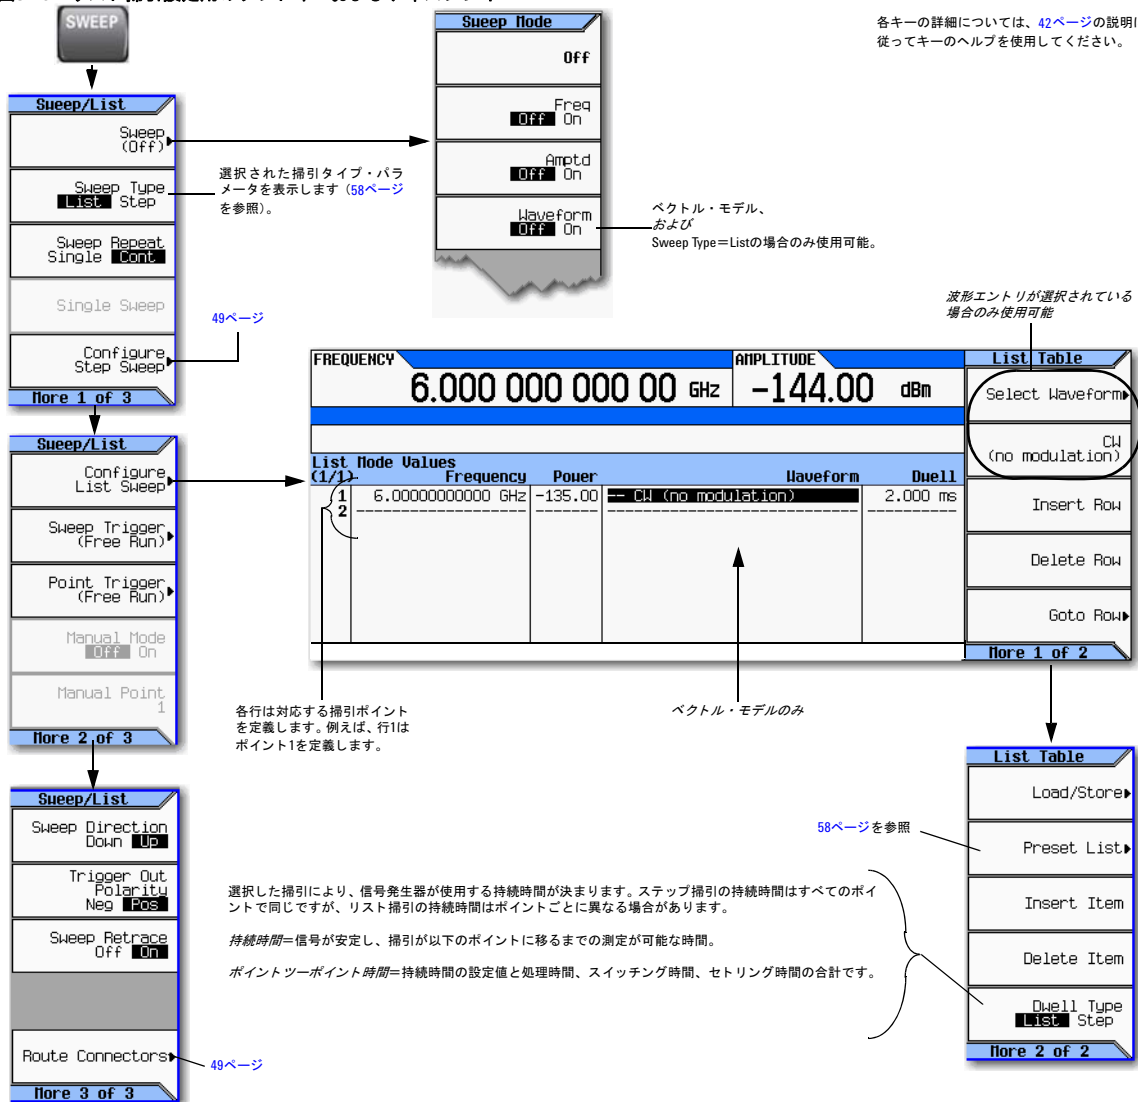 SWEEP
Sweep/List
Sweep
(Off)
Sweep Type
List Step
Sweep Repeat
Single Cont
Single Sweep
Configure
Step Sweep
More 1 of 3
選択された掃引タイプ・パラ
メータを表示します（58ページ
を参照）。
49ページ
Sweep Mode
Off
Freq
Off On
Amptd
Off On
Waveform
Off On
ベクトル・モデル、
および
Sweep Type＝Listの場合のみ使用可能。
各キーの詳細については、42ページの説明に
従ってキーのヘルプを使用してください。
波形エントリが選択されている
場合のみ使用可能
Sweep/List
Configure
List Sweep
Sweep Trigger
(Free Run)
Point Trigger
(Free Run)
Manual Mode
Off On
Manual Point
1
More 2 of 3
FREQUENCY
6.000 000 000 00 GHz
AMPLITUDE
-144.00 dBm
List Mode Values
(1/1) Frequency Power Waveform Dwell
1 6.00000000000 GHz -135.00 -- CW (no modulation) 2.000 ms
2 ----------------- ------- ------------------------- ---------
List Table
Select Waveform
CW
(no modulation)
Insert Row
Delete Row
Goto Row
More 1 of 2
各行は対応する掃引ポイント
を定義します。例えば、行1は
ポイント1を定義します。
ベクトル・モデルのみ
Sweep/List
Sweep Direction
Down Up
Trigger Out
Polarity
Neg Pos
Sweep Retrace
Off On
Route Connectors
More 3 of 3
49ページ
選択した掃引により、信号発生器が使用する持続時間が決まります。ステップ掃引の持続時間はすべてのポイ
ントで同じですが、リスト掃引の持続時間はポイントごとに異なる場合があります。
持続時間＝信号が安定し、掃引が以下のポイントに移るまでの測定が可能な時間。
ポイントツーポイント時間＝持続時間の設定値と処理時間、スイッチング時間、セトリング時間の合計です。
58ページを参照
List Table
Load/Store
Preset List
Insert Item
Delete Item
Dwell Type
List Step
More 2 of 2